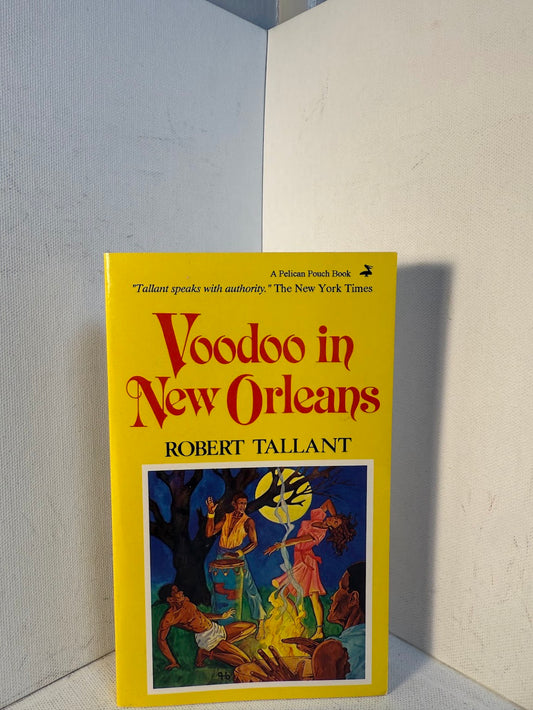 A Pelican Pouch Book
"Tallant speaks with authority." The New York Times
Voodoo in
New Orleans
ROBERT TALLANT